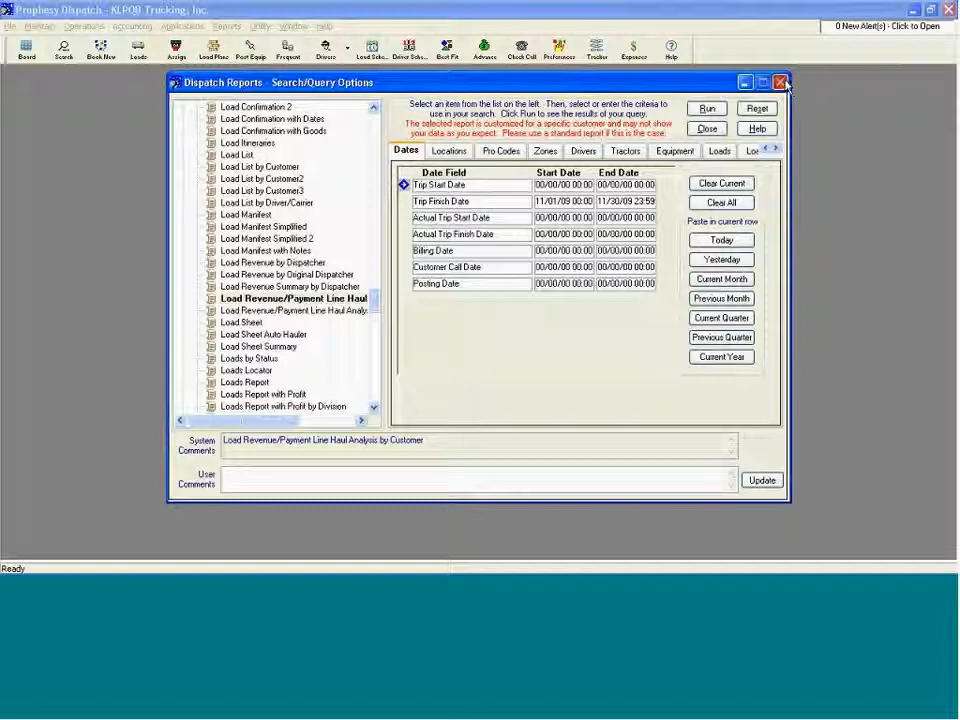 Prophesy Dispatch - KLPQB Trucking, Inc.
File Maintain Operations Accounting Applications Reports Utility Window Help
0 New Alert(s) - Click to Open
Board Search Book New Loads Assign Load Plans Post Equip Frequent Drivers Load Sche.. Driver Sche.. Best Fit Advance Check Call Preferences Tracker Expenses Help
Dispatch Reports - Search/Query Options
Load Confirmation 2
Load Confirmation with Dates
Load Confirmation with Goods
Load Itineraries
Load List
Load List by Customer
Load List by Customer2
Load List by Customer3
Load List by Driver/Carrier
Load Manifest
Load Manifest Simplified
Load Manifest Simplified 2
Load Manifest with Notes
Load Revenue by Dispatcher
Load Revenue by Original Dispatcher
Load Revenue Summary by Dispatcher
Load Revenue/Payment Line Haul
Load Revenue/Payment Line Haul Analy
Load Sheet
Load Sheet Auto Hauler
Load Sheet Summary
Loads by Status
Loads Locator
Loads Report
Loads Report with Profit
Loads Report with Profit by Division
Select an item from the list on the left. Then, select or enter the criteria to
use in your search. Click Run to see the results of your query.
The selected report is customized for a specific customer and may not show
your data as you expect. Please use a standard report if this is the case.
Run Reset
Close Help
Dates Locations Pro Codes Zones Drivers Tractors Equipment Loads Loa
Date Field Start Date End Date
Trip Start Date 00/00/00 00:00 00/00/00 00:00
Trip Finish Date 11/01/09 00:00 11/30/09 23:59
Actual Trip Start Date 00/00/00 00:00 00/00/00 00:00
Actual Trip Finish Date 00/00/00 00:00 00/00/00 00:00
Billing Date 00/00/00 00:00 00/00/00 00:00
Customer Call Date 00/00/00 00:00 00/00/00 00:00
Posting Date 00/00/00 00:00 00/00/00 00:00
Clear Current
Clear All
Paste in current row
Today
Yesterday
Current Month
Previous Month
Current Quarter
Previous Quarter
Current Year
System Comments
Load Revenue/Payment Line Haul Analysis by Customer
User Comments
Update
Ready